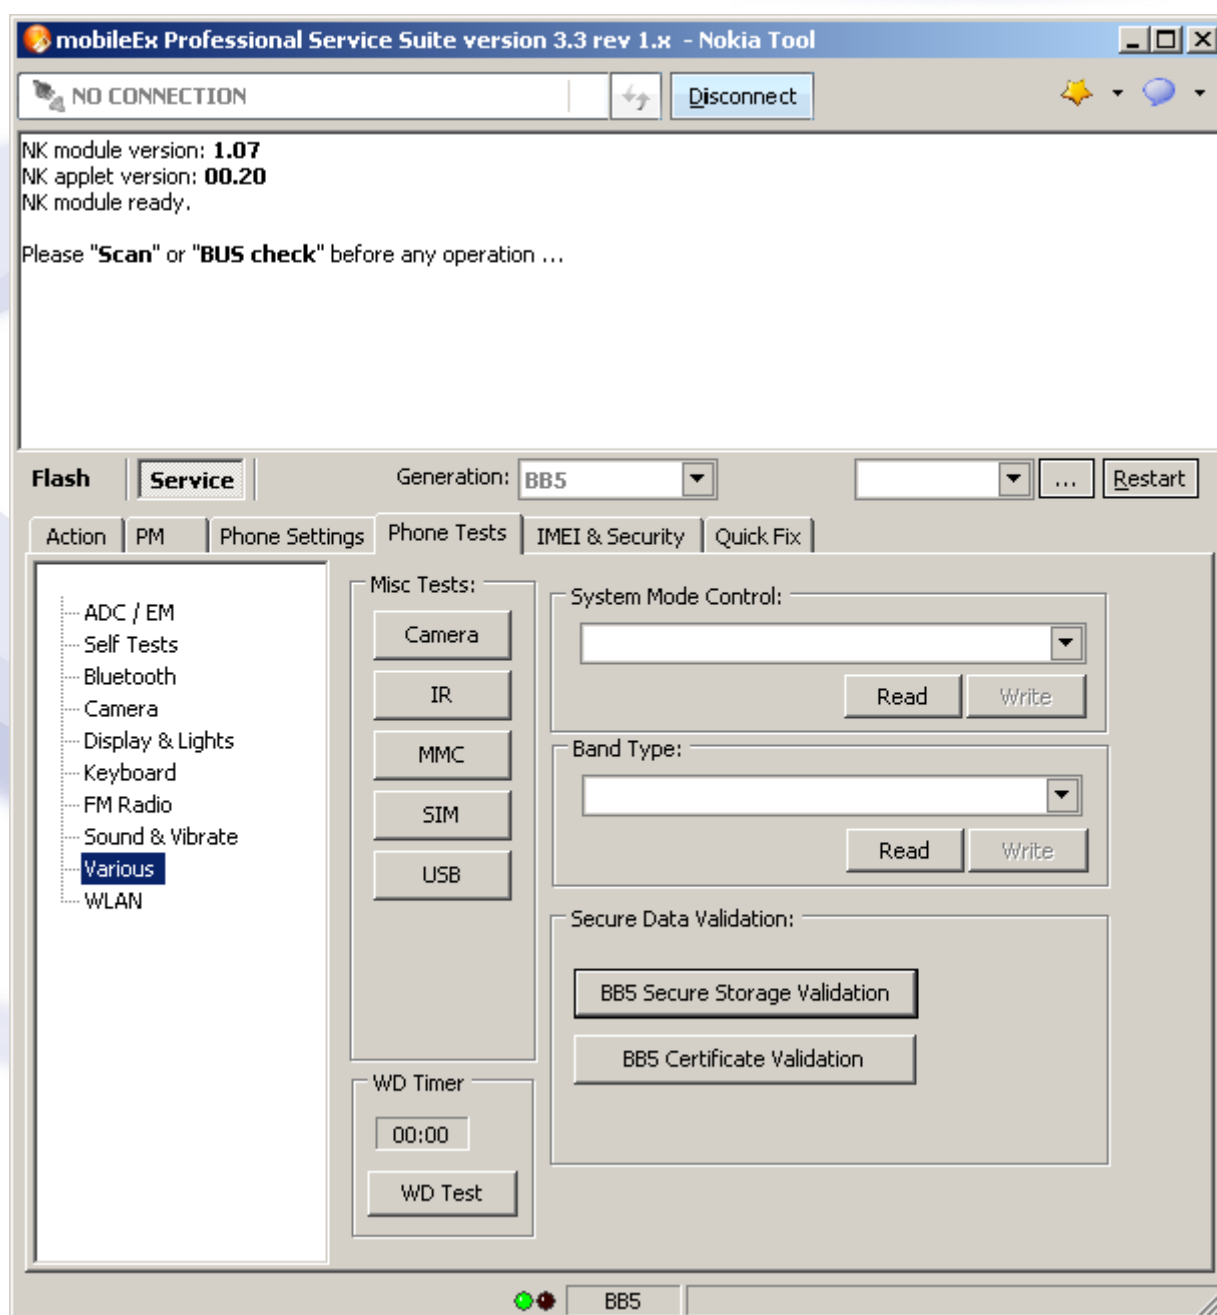 mobileEx Professional Service Suite version 3.3 rev 1.x - Nokia Tool
NO CONNECTION
Disconnect
NK module version: 1.07
NK applet version: 00.20
NK module ready.
Please "Scan" or "BUS check" before any operation ...
Flash
Service
Generation:
BB5
...
Restart
Action
PM
Phone Settings
Phone Tests
IMEI & Security
Quick Fix
ADC / EM
Self Tests
Bluetooth
Camera
Display & Lights
Keyboard
FM Radio
Sound & Vibrate
Various
WLAN
Misc Tests:
Camera
IR
MMC
SIM
USB
WD Timer
00:00
WD Test
System Mode Control:
Read
Write
Band Type:
Read
Write
Secure Data Validation:
BB5 Secure Storage Validation
BB5 Certificate Validation
BB5